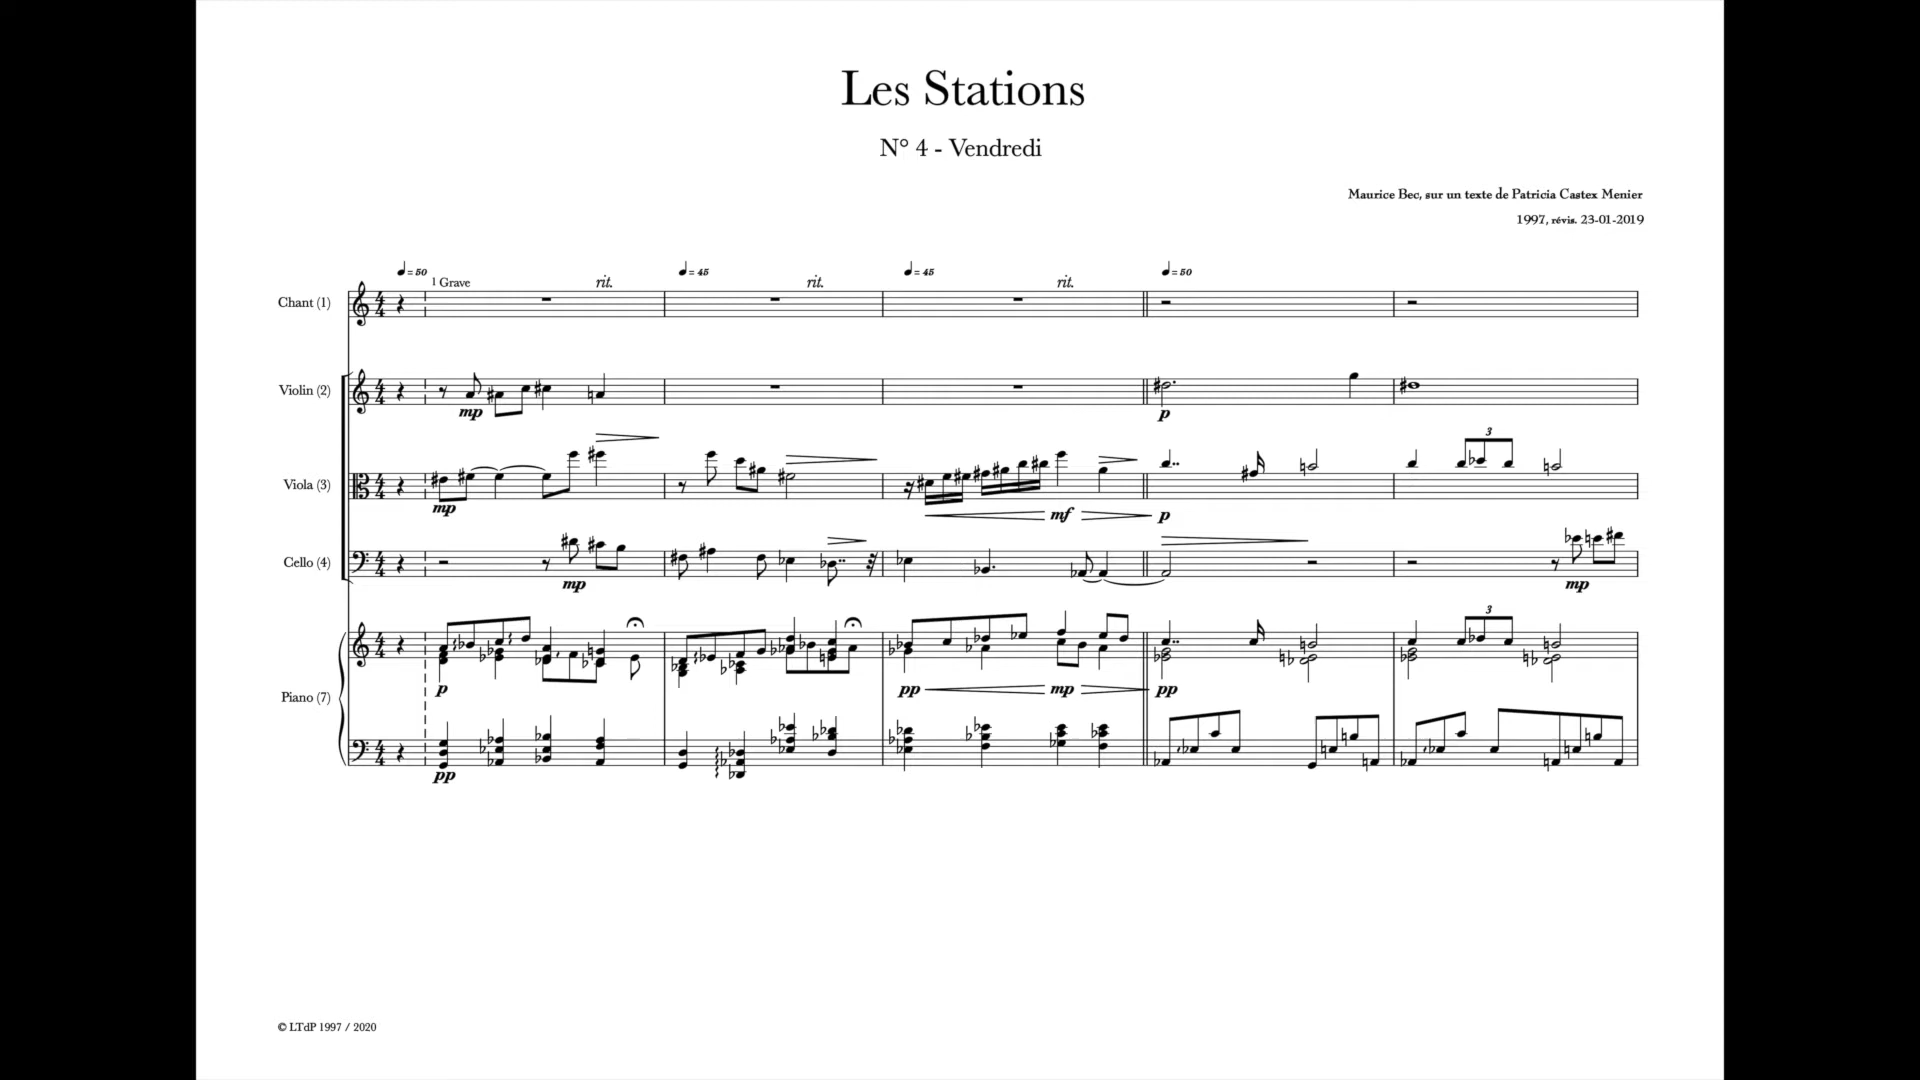 Les Stations
N° 4 - Vendredi
Maurice Bec, sur un texte de Patricia Castex Menier
1997, révis. 23-01-2019
= 50
1 Grave
rit.
= 45
rit.
= 45
rit.
= 50
Chant (1)
Violin (2)
mp
p
3
Viola (3)
mp
mf
p
Cello (4)
mp
mp
3
p
pp
mp
pp
Piano (7)
pp
© LTdP 1997 / 2020